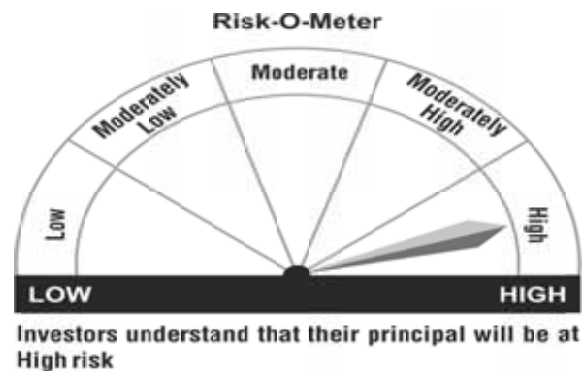 Risk-O-Meter
Moderate
Moderately
Low
Moderately
High
Low
High
LOW HIGH
Investors understand that their principal will be at
High risk